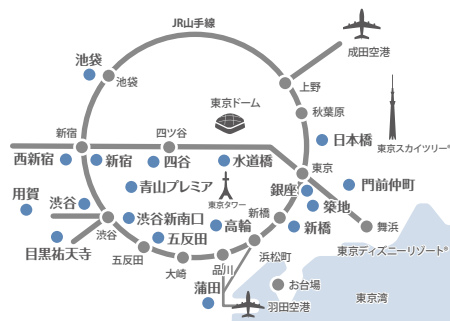 JR山手線
成田空港
池袋
池袋
上野
東京ドーム
秋葉原
新宿
四ツ谷
日本橋
東京スカイツリー®
西新宿
新宿
四谷
水道橋
東京
用賀
青山プレミア
東京タワー
銀座
門前仲町
渋谷
渋谷新南口
新橋
築地
舞浜
渋谷
高輪
新橋
目黒祐天寺
五反田
五反田
大崎
品川
浜松町
東京ディズニーリゾート®
蒲田
お台場
羽田空港
東京湾